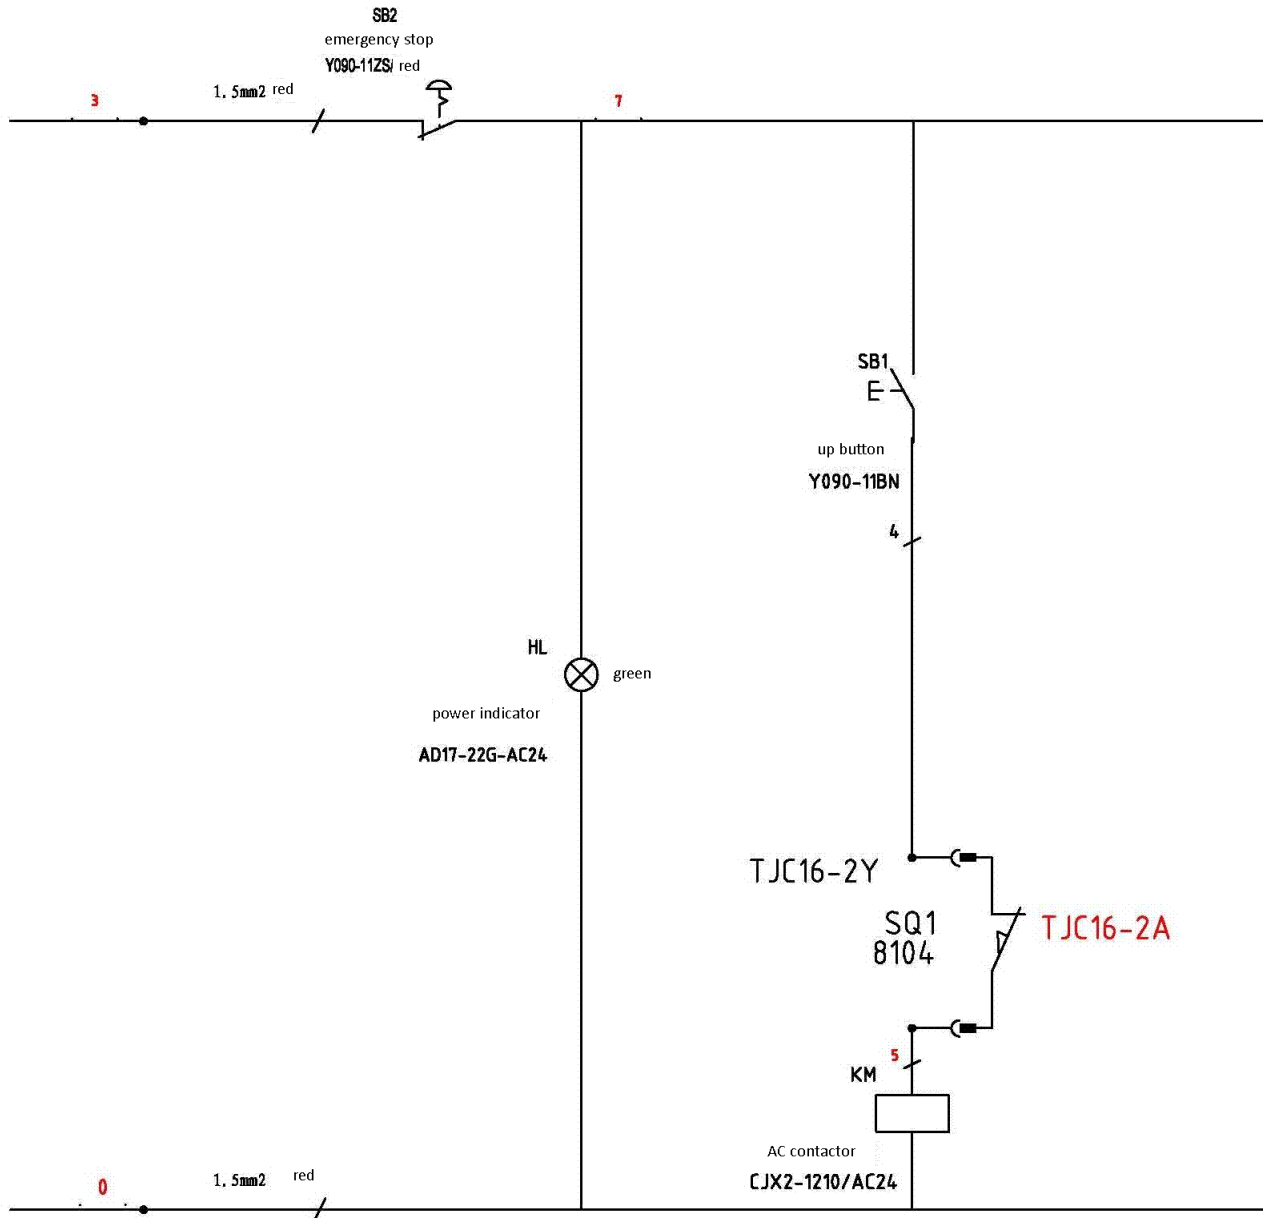 SB2
emergency stop
Y090-11ZS/ red
3
1.5mm2 red
7
SB1
up button
Y090-11BN
4
HL
green
power indicator
AD17-22G-AC24
TJC16-2Y
SQ1
8104
TJC16-2A
5
KM
AC contactor
CJX2-1210/AC24
0
1.5mm2 red